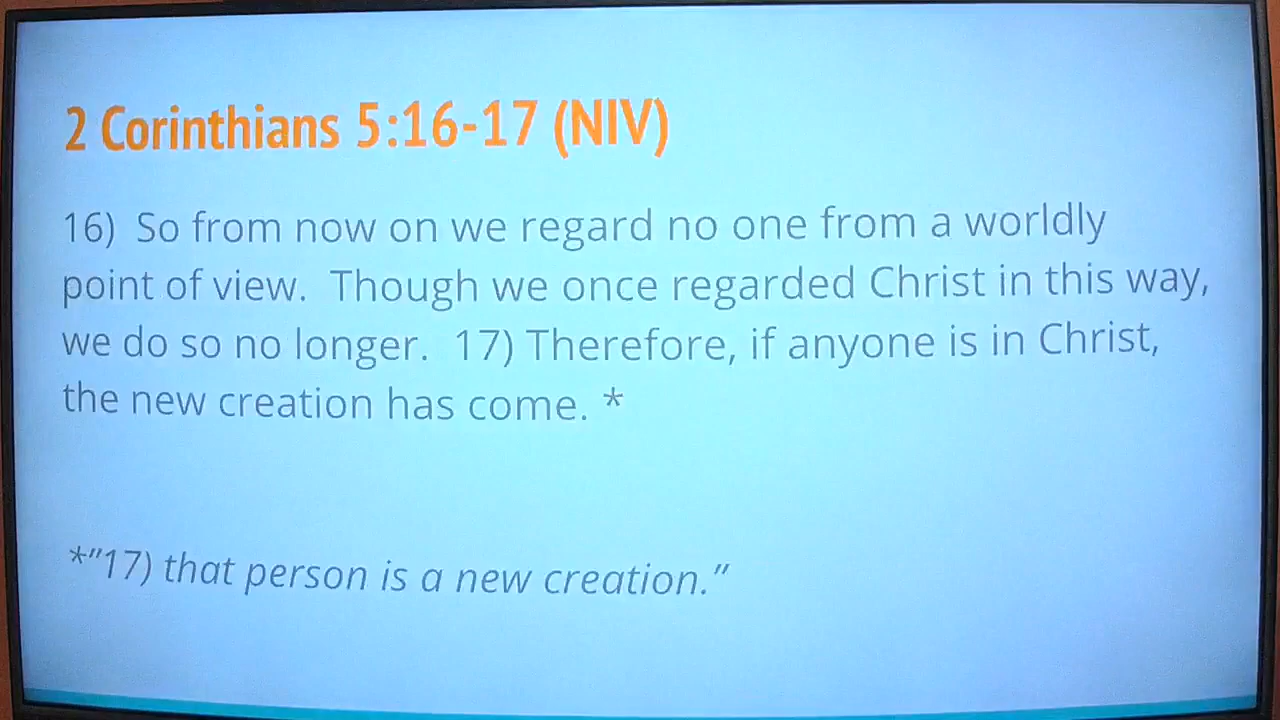 2 Corinthians 5:16-17 (NIV)
16)  So from now on we regard no one from a worldly
point of view.  Though we once regarded Christ in this way,
we do so no longer.  17) Therefore, if anyone is in Christ,
the new creation has come. *
*”17) that person is a new creation.”